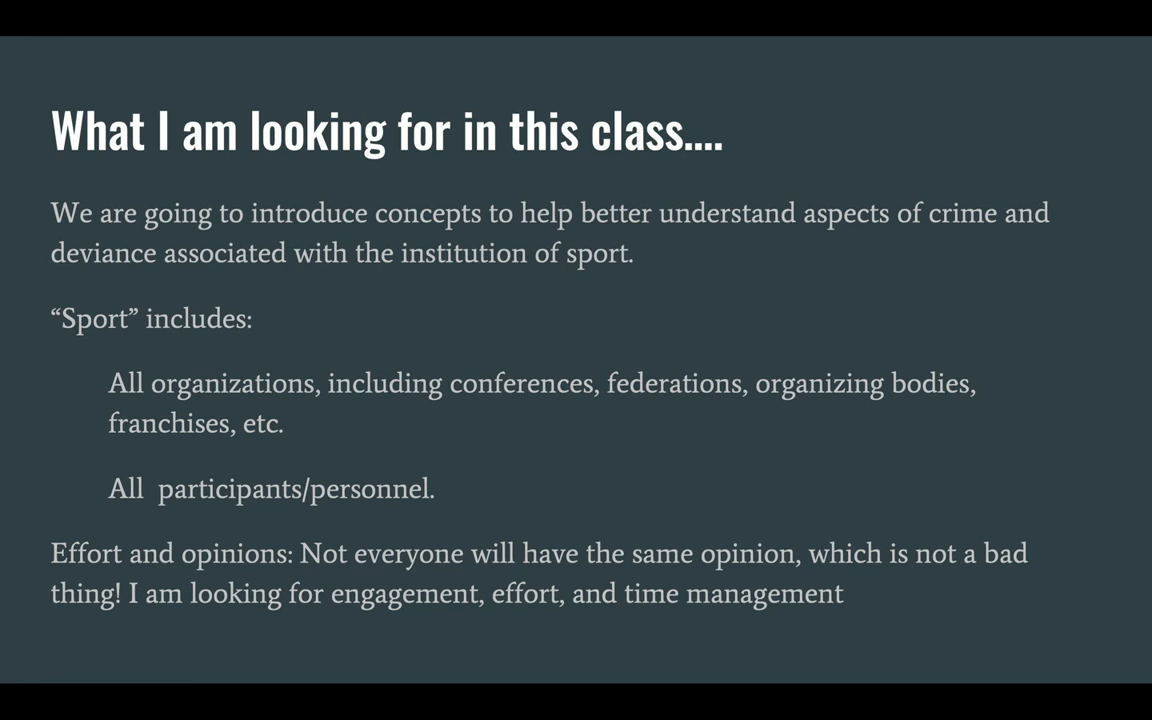 What I am looking for in this class....
We are going to introduce concepts to help better understand aspects of crime and
deviance associated with the institution of sport.
“Sport” includes:
All organizations, including conferences, federations, organizing bodies,
franchises, etc.
All  participants/personnel.
Effort and opinions: Not everyone will have the same opinion, which is not a bad
thing! I am looking for engagement, effort, and time management